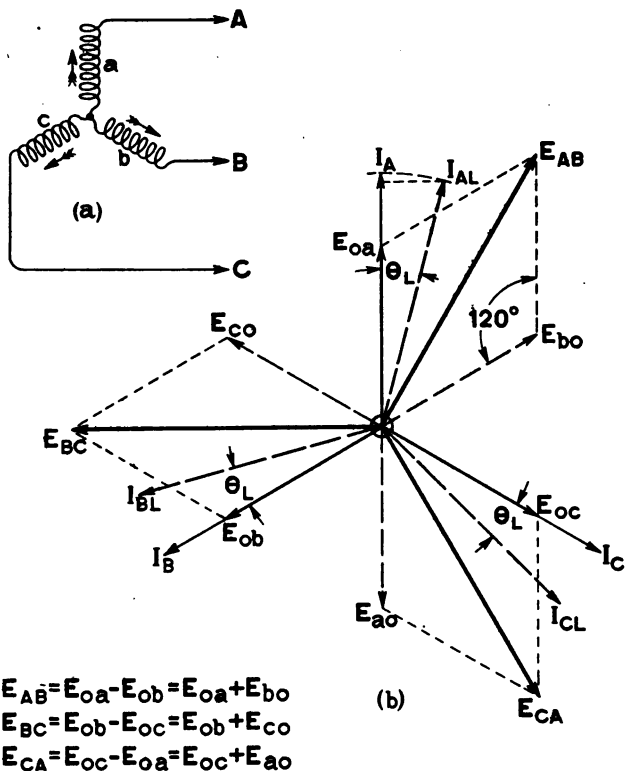 A
a
c
b
B
(a)
C
I_A
I_AL
E_AB
E_oa
θ_L
120°
E_co
E_bo
E_BC
I_BL
θ_L
E_ob
I_B
E_oc
θ_L
I_C
I_CL
E_ao
E_CA
(b)
E_AB=E_oa-E_ob=E_oa+E_bo
E_BC=E_ob-E_oc=E_ob+E_co
E_CA=E_oc-E_oa=E_oc+E_ao